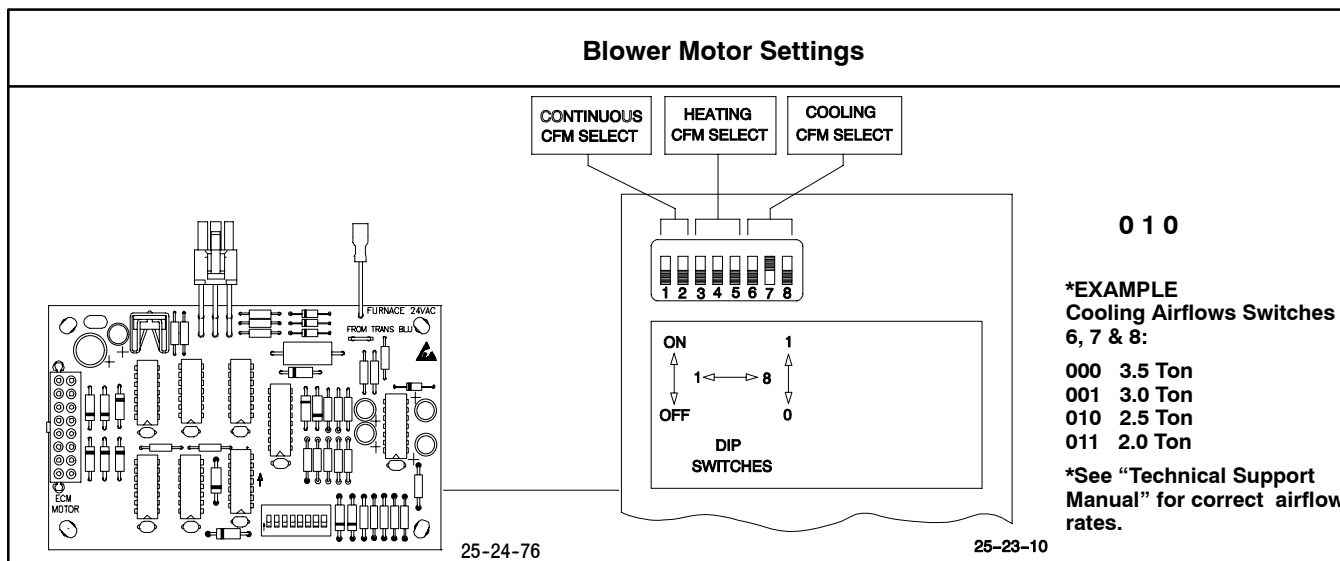 Blower Motor Settings
CONTINUOUS
CFM SELECT
HEATING
CFM SELECT
COOLING
CFM SELECT
1 2 3 4 5 6 7 8
ON
OFF
1 8
1
0
DIP
SWITCHES
FURNACE 24VAC
FROM TRANS BLU
ECM
MOTOR
25-24-76
25-23-10
0 1 0
*EXAMPLE
Cooling Airflows Switches
6, 7 & 8:
000 3.5 Ton
001 3.0 Ton
010 2.5 Ton
011 2.0 Ton
*See “Technical Support
Manual” for correct airflow
rates.